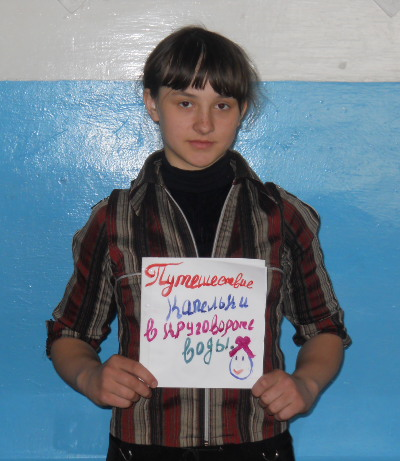 Путешествие
капельки
в круговороте
воды.